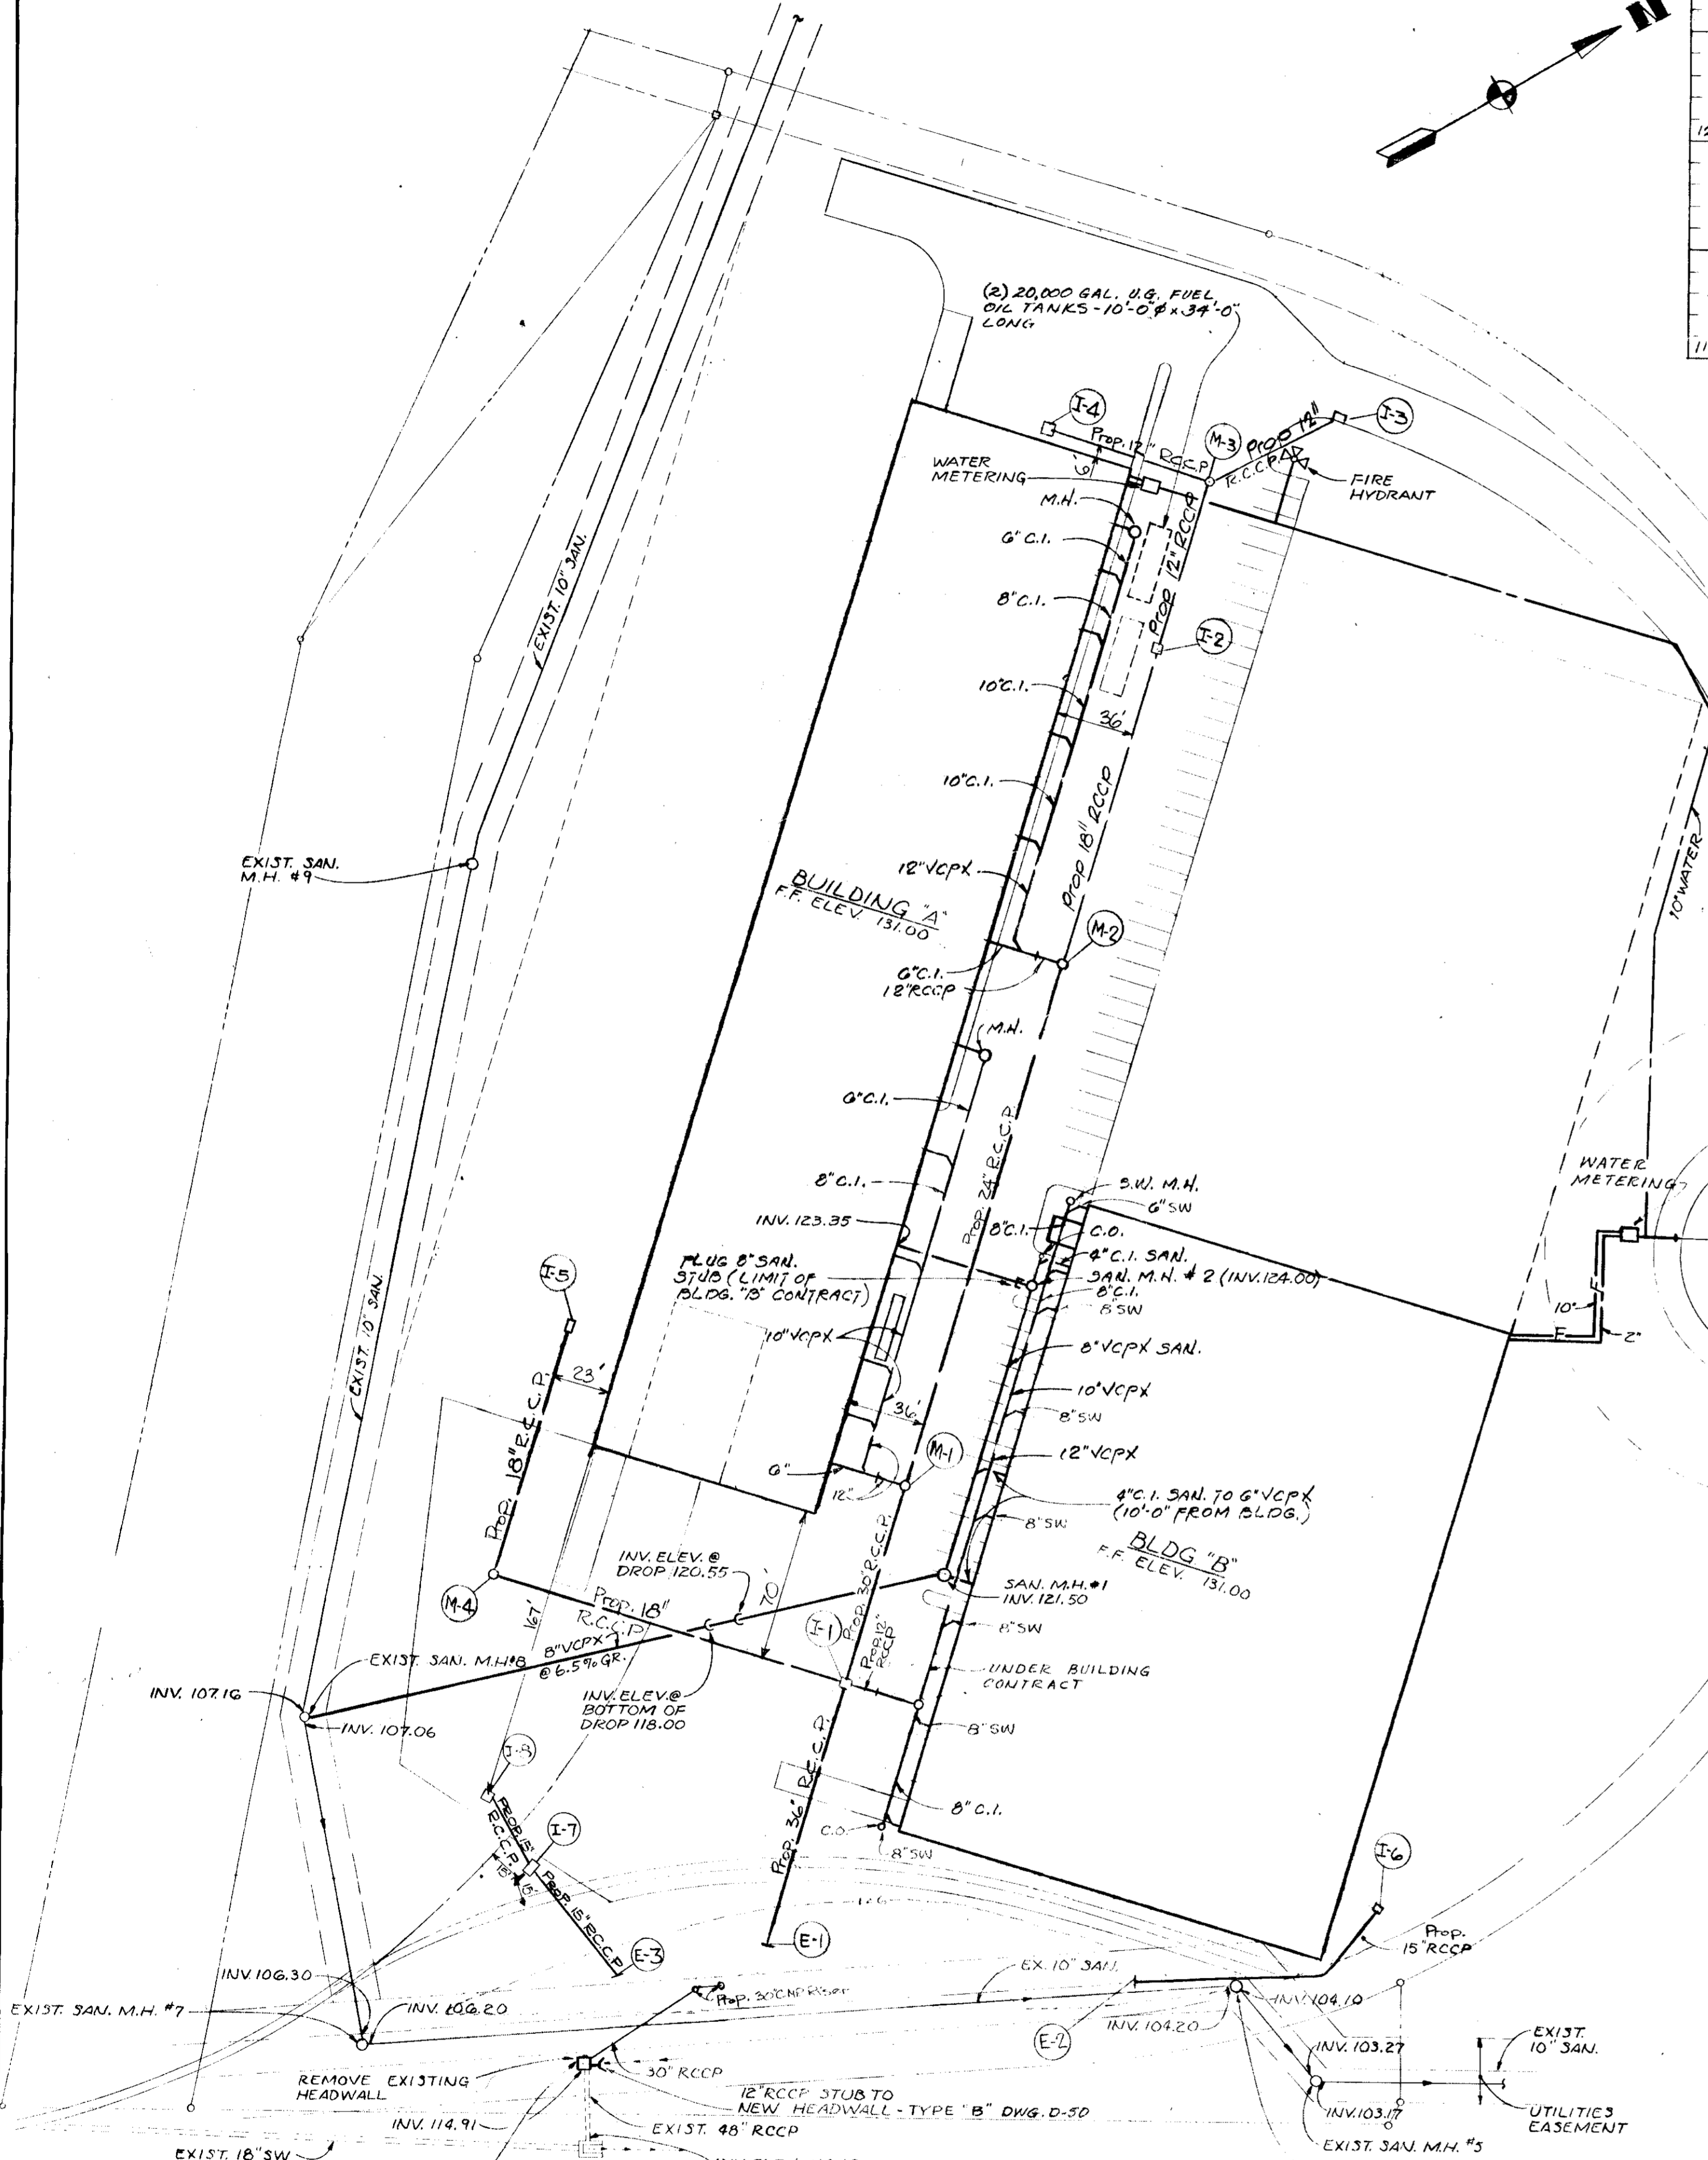 N
(2) 20,000 GAL. U.G. FUEL
OIL TANKS - 10'-0"φ x 34'-0"
LONG
I-4
Prop. 12" RCCP
M-3
Prop 12"
R.C.C.P.
I-3
6'
WATER
METERING
FIRE
HYDRANT
M.H.
6" C.I.
Prop 12" RCCP
EXIST. 10" SAN.
8" C.I.
I-2
10" C.I.
36'
10" C.I.
Prop 18" RCCP
10" WATER
EXIST. SAN.
M.H. #9
12" VCPX
BUILDING "A"
F.F. ELEV. 131.00
M-2
6" C.I.
12" RCCP
M.H.
6" C.I.
Prop. 24" R.C.C.P.
8" C.I.
WATER
METERING
S.W. M.H.
6" SW
INV. 123.35
8" C.I.
C.O.
4" C.I. SAN.
SAN. M.H. # 2 (INV. 124.00)
8" C.I.
8" SW
PLUG 8" SAN.
STUB (LIMIT OF
BLDG. "B" CONTRACT)
I-5
EXIST. 10" SAN.
10"
F
F
2"
10" VCPX
8" VCPX SAN.
10" VCPX
8" SW
23'
36'
Prop. 18" R.C.C.P.
M-1
12" VCPX
6"
12"
4" C.I. SAN. TO 6" VCPX
(10'-0" FROM BLDG.)
8" SW
BLDG "B"
F.F. ELEV. 131.00
INV. ELEV. @
DROP 120.55
70'
Prop. 30" R.C.C.P.
SAN. M.H. #1
INV. 121.50
M-4
Prop. 18"
R.C.C.P
167'
I-1
Prop 12"
RCCP
8" SW
EXIST. SAN. M.H. #8
8" VCPX
@ 6.5% GR.
UNDER BUILDING
CONTRACT
INV. 107.16
INV. 107.06
INV. ELEV. @
BOTTOM OF
DROP 118.00
8" SW
I-8
Prop. 36" R.C.C.P.
8" C.I.
PROP. 15"
R.C.C.P.
I-7
C.O.
8" SW
15'
15'
Prop. 15" R.C.C.P
I-6
E-3
E-1
Prop.
15" RCCP
INV. 106.30
EX. 10" SAN.
EXIST. SAN. M.H. #7
INV. 106.20
Prop. 30" CMP Riser
INV. 104.10
INV. 104.20
E-2
EXIST.
10" SAN.
INV. 103.27
REMOVE EXISTING
HEADWALL
30" RCCP
12" RCCP STUB TO
NEW HEADWALL - TYPE "B" DWG. D-50
INV. 103.17
UTILITIES
EASEMENT
INV. 114.91
EXIST. 48" RCCP
EXIST. 18" SW
EXIST. SAN. M.H. #5